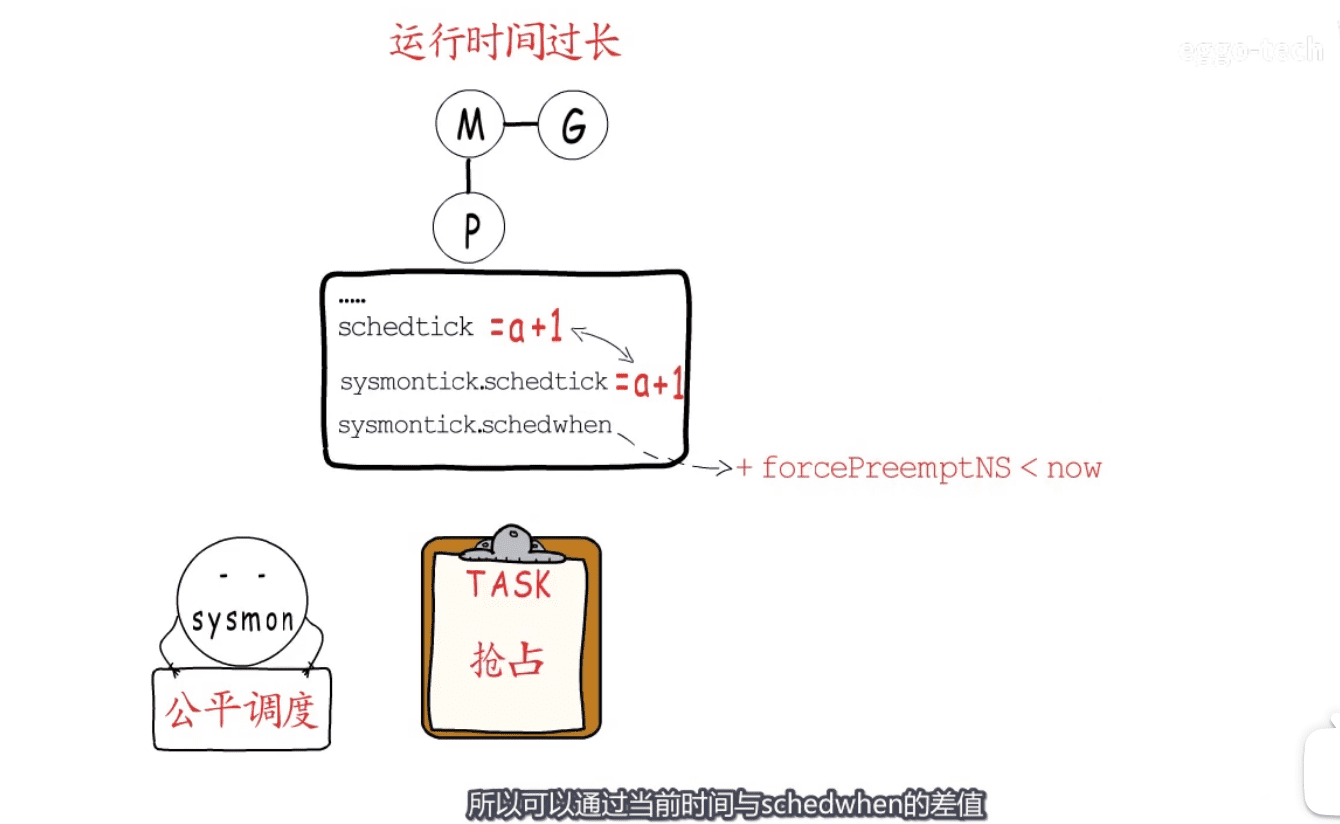 运行时间过长
eggo-tech
M
G
P
.....
schedtick =a+1
sysmontick.schedtick =a+1
sysmontick.schedwhen
+ forcePreemptNS < now
sysmon
公平调度
TASK
抢占
所以可以通过当前时间与schedwhen的差值